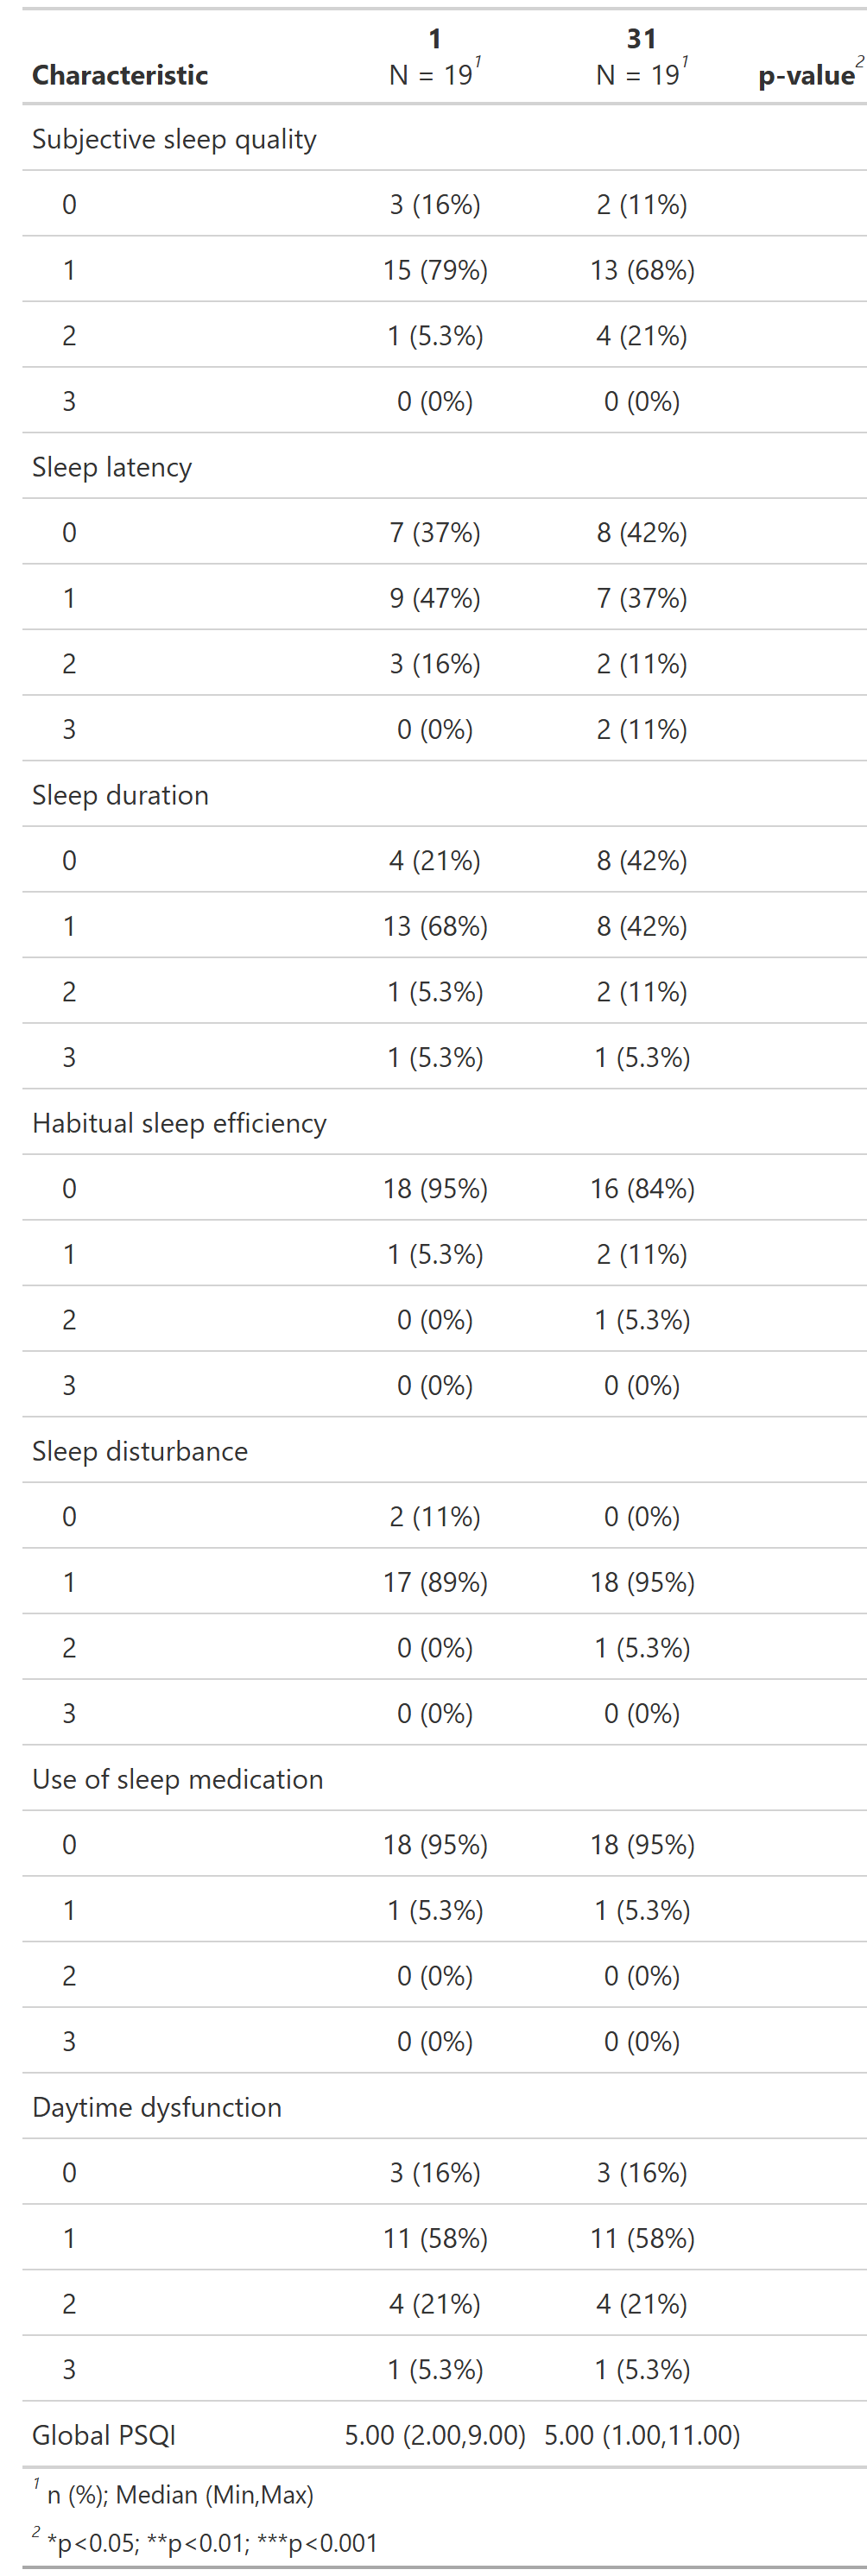 Characteristic 1 N = 19¹ 31 N = 19¹ p-value²
Subjective sleep quality
0 3 (16%) 2 (11%)
1 15 (79%) 13 (68%)
2 1 (5.3%) 4 (21%)
3 0 (0%) 0 (0%)
Sleep latency
0 7 (37%) 8 (42%)
1 9 (47%) 7 (37%)
2 3 (16%) 2 (11%)
3 0 (0%) 2 (11%)
Sleep duration
0 4 (21%) 8 (42%)
1 13 (68%) 8 (42%)
2 1 (5.3%) 2 (11%)
3 1 (5.3%) 1 (5.3%)
Habitual sleep efficiency
0 18 (95%) 16 (84%)
1 1 (5.3%) 2 (11%)
2 0 (0%) 1 (5.3%)
3 0 (0%) 0 (0%)
Sleep disturbance
0 2 (11%) 0 (0%)
1 17 (89%) 18 (95%)
2 0 (0%) 1 (5.3%)
3 0 (0%) 0 (0%)
Use of sleep medication
0 18 (95%) 18 (95%)
1 1 (5.3%) 1 (5.3%)
2 0 (0%) 0 (0%)
3 0 (0%) 0 (0%)
Daytime dysfunction
0 3 (16%) 3 (16%)
1 11 (58%) 11 (58%)
2 4 (21%) 4 (21%)
3 1 (5.3%) 1 (5.3%)
Global PSQI 5.00 (2.00,9.00) 5.00 (1.00,11.00)
¹ n (%); Median (Min,Max)
² *p<0.05; **p<0.01; ***p<0.001